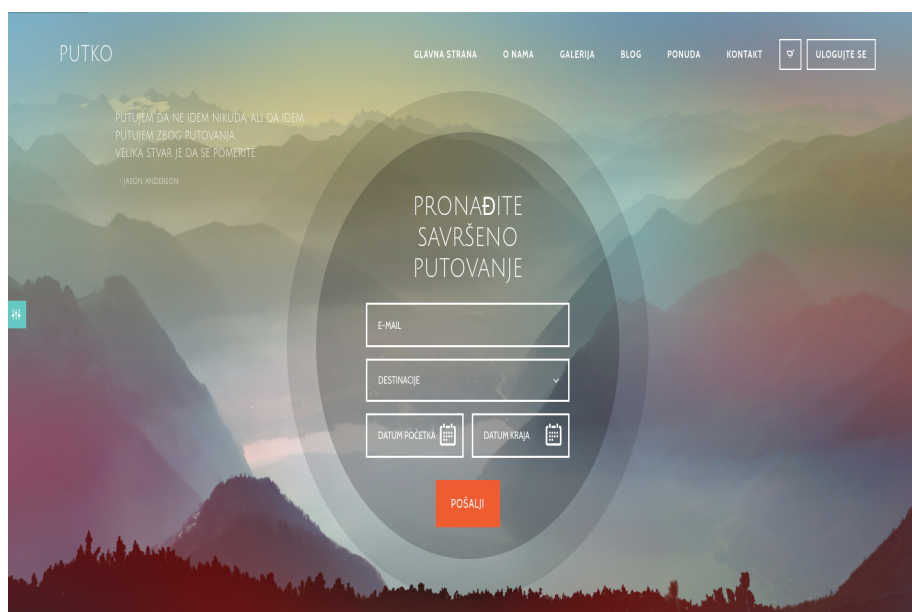 PUTKO
GLAVNA STRANA O NAMA GALERIJA BLOG PONUDA KONTAKT ULOGUJTE SE
PUTUJEM DA NE IDEM NIKUDA, ALI DA IDEM.
PUTUJEM ZBOG PUTOVANJA.
VELIKA STVAR JE DA SE POMERITE.
- JASON ANDERSON
PRONAĐITE
SAVRŠENO
PUTOVANJE
E-MAIL
DESTINACIJE
DATUM POČETKA DATUM KRAJA
POŠALJI